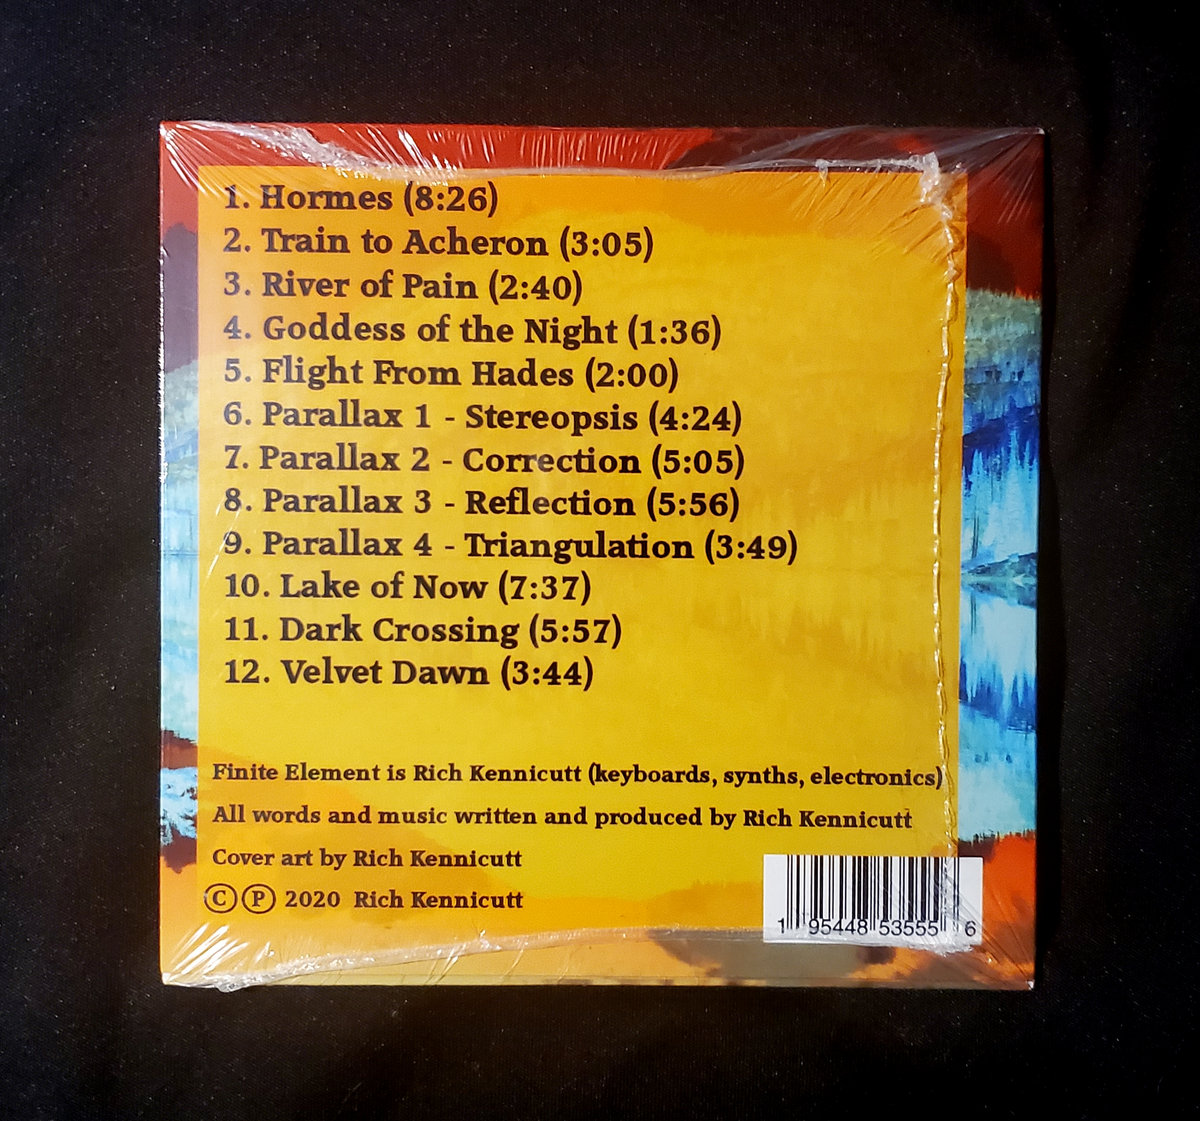 1. Hormes (8:26)
2. Train to Acheron (3:05)
3. River of Pain (2:40)
4. Goddess of the Night (1:36)
5. Flight From Hades (2:00)
6. Parallax 1 - Stereopsis (4:24)
7. Parallax 2 - Correction (5:05)
8. Parallax 3 - Reflection (5:56)
9. Parallax 4 - Triangulation (3:49)
10. Lake of Now (7:37)
11. Dark Crossing (5:57)
12. Velvet Dawn (3:44)
Finite Element is Rich Kennicutt (keyboards, synths, electronics)
All words and music written and produced by Rich Kennicutt
Cover art by Rich Kennicutt
Ⓒ Ⓟ 2020 Rich Kennicutt
1 95448 53555 6